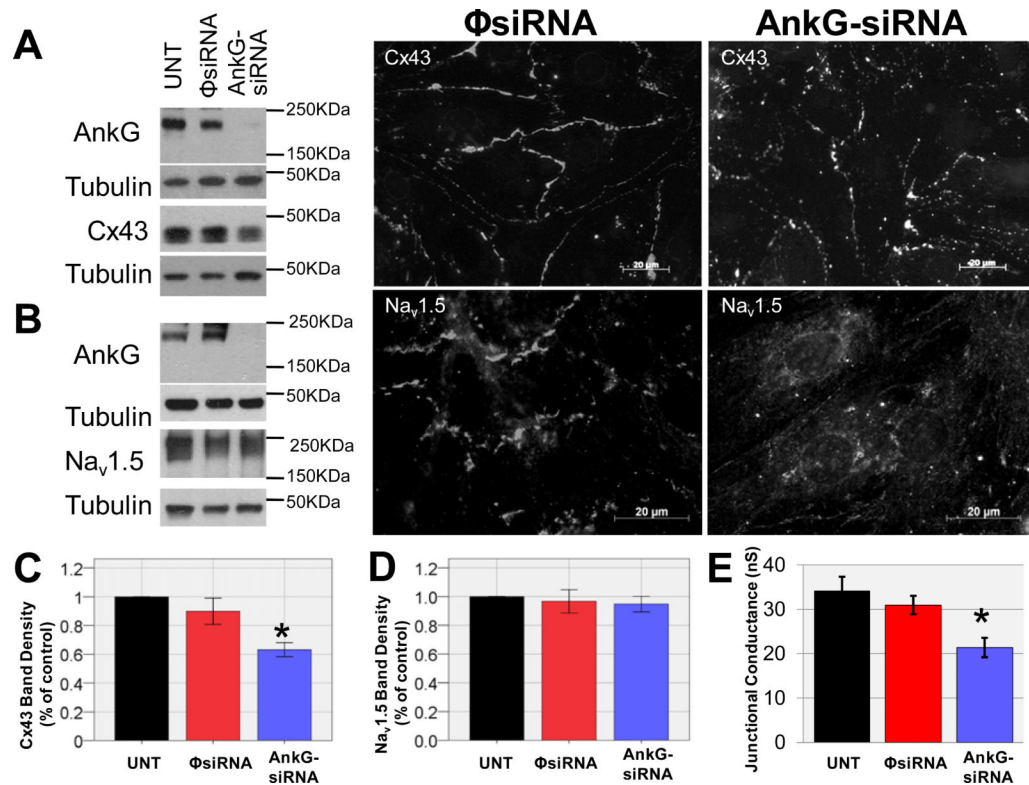 A
UNT
ΦsiRNA
AnkG-
siRNA
AnkG
250KDa
150KDa
Tubulin
50KDa
Cx43
50KDa
Tubulin
50KDa
ΦsiRNA
AnkG-siRNA
Cx43
20 µm
Cx43
20 µm
B
AnkG
250KDa
150KDa
Tubulin
50KDa
Nav1.5
250KDa
150KDa
Tubulin
50KDa
Nav1.5
20 µm
Nav1.5
20 µm
C
Cx43 Band Density
(% of control)
1.2
1
0.8
0.6
0.4
0.2
0
*
UNT
ΦsiRNA
AnkG-
siRNA
D
Nav1.5 Band Density
(% of control)
1.2
1
0.8
0.6
0.4
0.2
0.0
UNT
ΦsiRNA
AnkG-
siRNA
E
Junctional Conductance (nS)
40
30
20
10
0
*
UNT
ΦsiRNA
AnkG-
siRNA